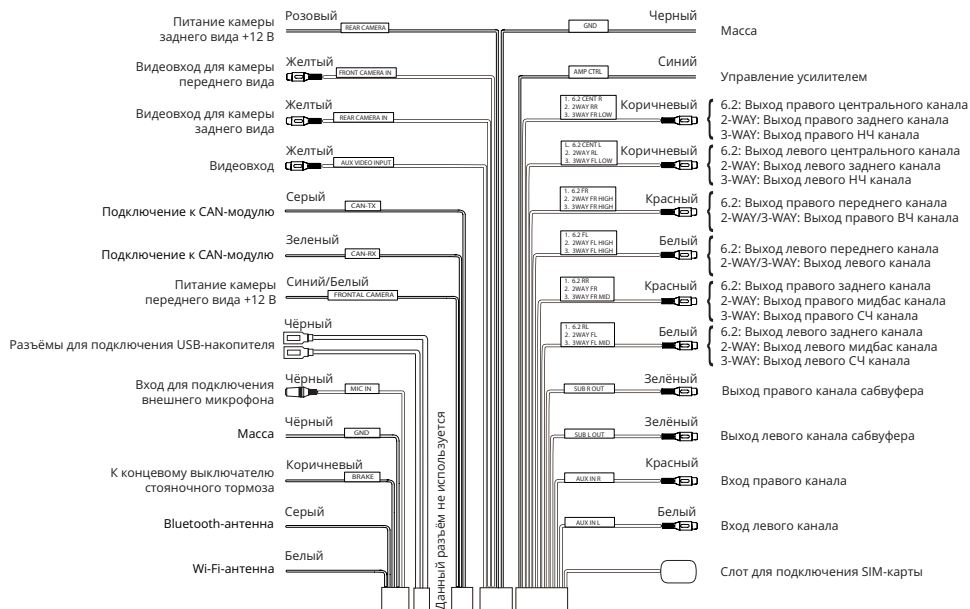 Питание камеры
заднего вида +12 В
Розовый
REAR CAMERA
Видеовход для камеры
переднего вида
Желтый
FRONT CAMERA IN
Видеовход для камеры
заднего вида
Желтый
REAR CAMERA IN
Видеовход
Желтый
AUX VIDEO INPUT
Подключение к CAN-модулю
Серый
CAN-TX
Подключение к CAN-модулю
Зеленый
CAN-RX
Питание камеры
переднего вида +12 В
Синий/Белый
FRONTAL CAMERA
Разъёмы для подключения USB-накопителя
Чёрный
Вход для подключения
внешнего микрофона
Чёрный
MIC IN
Масса
Чёрный
GND
К концевому выключателю
стояночного тормоза
Коричневый
BRAKE
Bluetooth-антенна
Серый
Wi-Fi-антенна
Белый
Данный разъём не используется
GND
Черный
Масса
AMP CTRL
Синий
Управление усилителем
1. 6.2 CENT R
2. 2WAY RR
3. 3WAY FR LOW
Коричневый
6.2: Выход правого центрального канала
2-WAY: Выход правого заднего канала
3-WAY: Выход правого НЧ канала
L. 6.2 CENT L
2. 2WAY RL
3. 3WAY FL LOW
Коричневый
6.2: Выход левого центрального канала
2-WAY: Выход левого заднего канала
3-WAY: Выход левого НЧ канала
1. 6.2 FR
2. 2WAY FR HIGH
3. 3WAY FR HIGH
Красный
6.2: Выход правого переднего канала
2-WAY/3-WAY: Выход правого ВЧ канала
1. 6.2 FL
2. 2WAY FL HIGH
3. 3WAY FL HIGH
Белый
6.2: Выход левого переднего канала
2-WAY/3-WAY: Выход левого канала
1. 6.2 RR
2. 2WAY FR
3. 3WAY FR MID
Красный
6.2: Выход правого заднего канала
2-WAY: Выход правого мидбас канала
3-WAY: Выход правого СЧ канала
1. 6.2 RL
2. 2WAY FL
3. 3WAY FL MID
Белый
6.2: Выход левого заднего канала
2-WAY: Выход левого мидбас канала
3-WAY: Выход левого СЧ канала
SUB R OUT
Зелёный
Выход правого канала сабвуфера
SUB L OUT
Зелёный
Выход левого канала сабвуфера
AUX IN R
Красный
Вход правого канала
AUX IN L
Белый
Вход левого канала
Слот для подключения SIM-карты